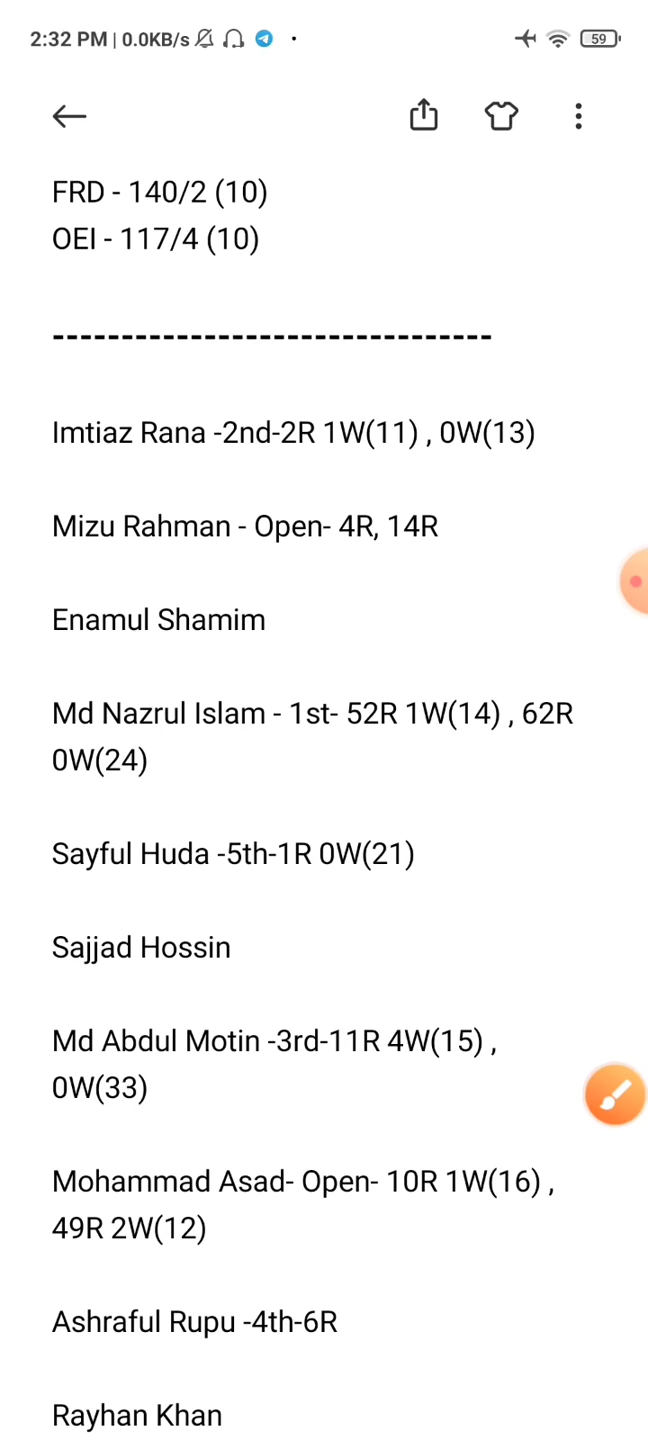 2:32 PM | 0.0KB/s
59
FRD - 140/2 (10)
OEI - 117/4 (10)
--------------------------------
Imtiaz Rana -2nd-2R 1W(11) , 0W(13)
Mizu Rahman - Open- 4R, 14R
Enamul Shamim
Md Nazrul Islam - 1st- 52R 1W(14) , 62R
0W(24)
Sayful Huda -5th-1R 0W(21)
Sajjad Hossin
Md Abdul Motin -3rd-11R 4W(15) ,
0W(33)
Mohammad Asad- Open- 10R 1W(16) ,
49R 2W(12)
Ashraful Rupu -4th-6R
Rayhan Khan